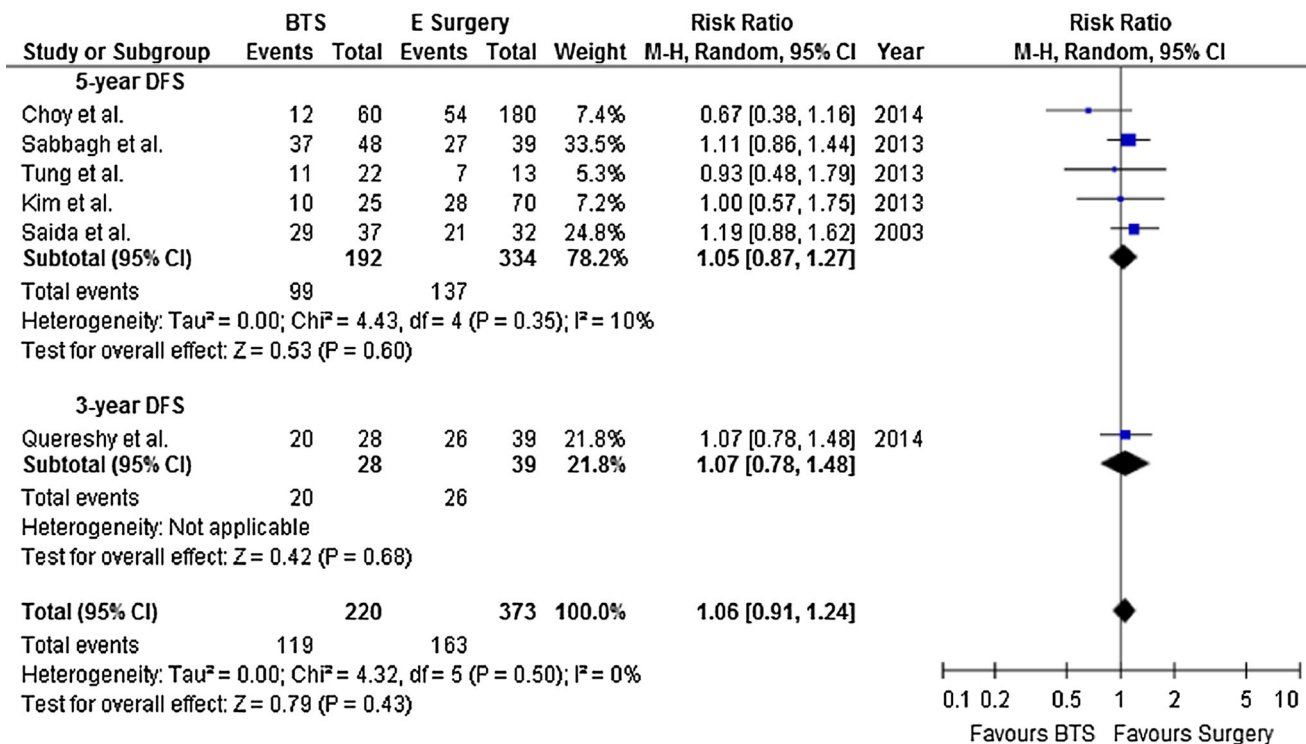 BTS E Surgery Risk Ratio Risk Ratio
Study or Subgroup Events Total Events Total Weight M-H, Random, 95% CI Year M-H, Random, 95% CI
5-year DFS
Choy et al. 12 60 54 180 7.4% 0.67 [0.38, 1.16] 2014
Sabbagh et al. 37 48 27 39 33.5% 1.11 [0.86, 1.44] 2013
Tung et al. 11 22 7 13 5.3% 0.93 [0.48, 1.79] 2013
Kim et al. 10 25 28 70 7.2% 1.00 [0.57, 1.75] 2013
Saida et al. 29 37 21 32 24.8% 1.19 [0.88, 1.62] 2003
Subtotal (95% CI) 192 334 78.2% 1.05 [0.87, 1.27]
Total events 99 137
Heterogeneity: Tau² = 0.00; Chi² = 4.43, df = 4 (P = 0.35); I² = 10%
Test for overall effect: Z = 0.53 (P = 0.60)
3-year DFS
Quereshy et al. 20 28 26 39 21.8% 1.07 [0.78, 1.48] 2014
Subtotal (95% CI) 28 39 21.8% 1.07 [0.78, 1.48]
Total events 20 26
Heterogeneity: Not applicable
Test for overall effect: Z = 0.42 (P = 0.68)
Total (95% CI) 220 373 100.0% 1.06 [0.91, 1.24]
Total events 119 163
Heterogeneity: Tau² = 0.00; Chi² = 4.32, df = 5 (P = 0.50); I² = 0%
Test for overall effect: Z = 0.79 (P = 0.43)
0.1 0.2 0.5 1 2 5 10
Favours BTS Favours Surgery